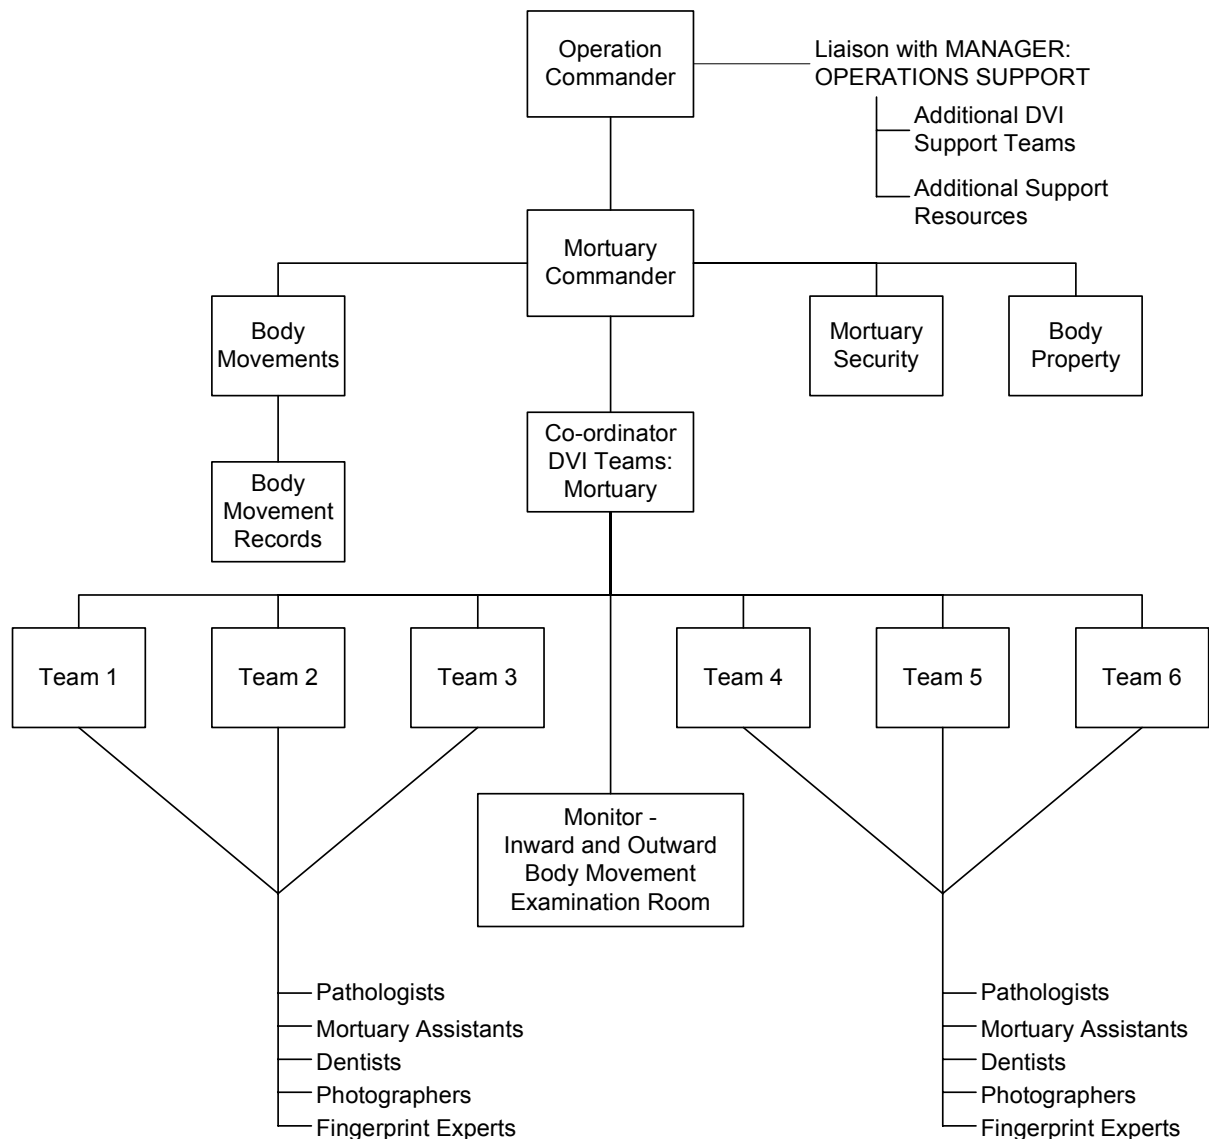 Operation
Commander
Liaison with MANAGER:
OPERATIONS SUPPORT
Additional DVI
Support Teams
Additional Support
Resources
Mortuary
Commander
Body
Movements
Mortuary
Security
Body
Property
Co-ordinator
DVI Teams:
Mortuary
Body
Movement
Records
Team 1
Team 2
Team 3
Team 4
Team 5
Team 6
Monitor -
Inward and Outward
Body Movement
Examination Room
Pathologists
Mortuary Assistants
Dentists
Photographers
Fingerprint Experts
Pathologists
Mortuary Assistants
Dentists
Photographers
Fingerprint Experts